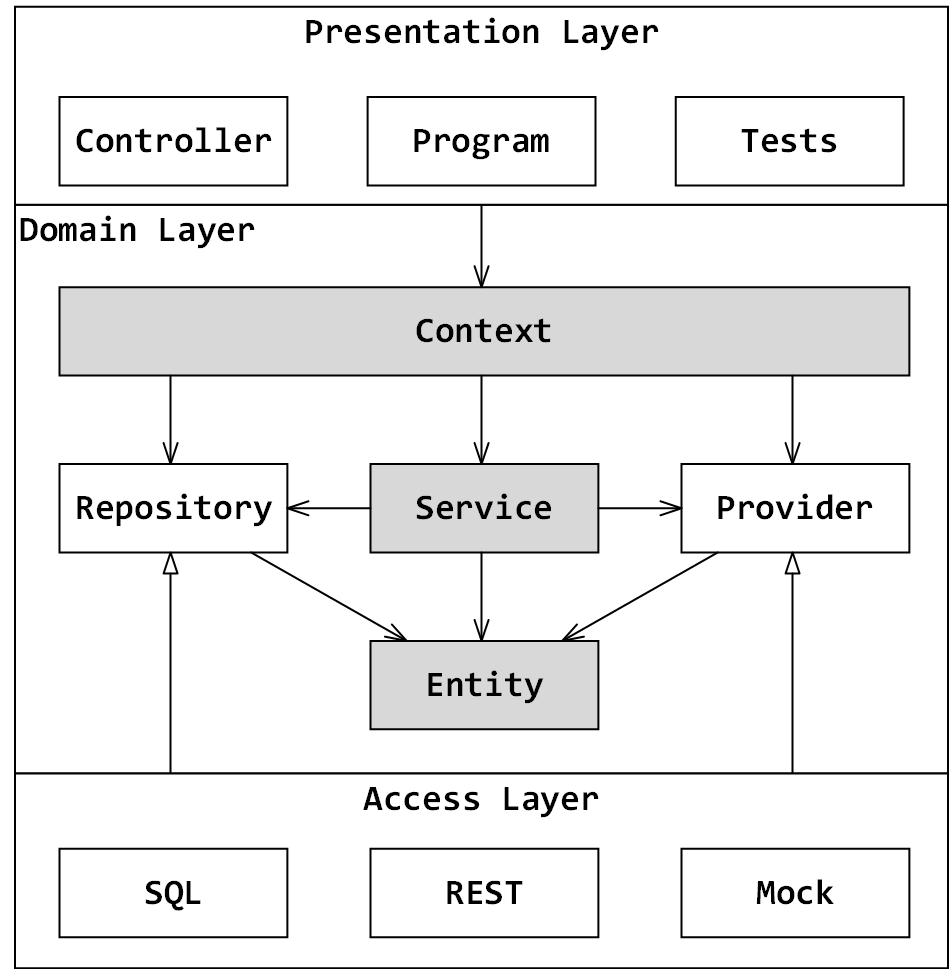 Presentation Layer
Controller
Program
Tests
Domain Layer
Context
Repository
Service
Provider
Entity
Access Layer
SQL
REST
Mock